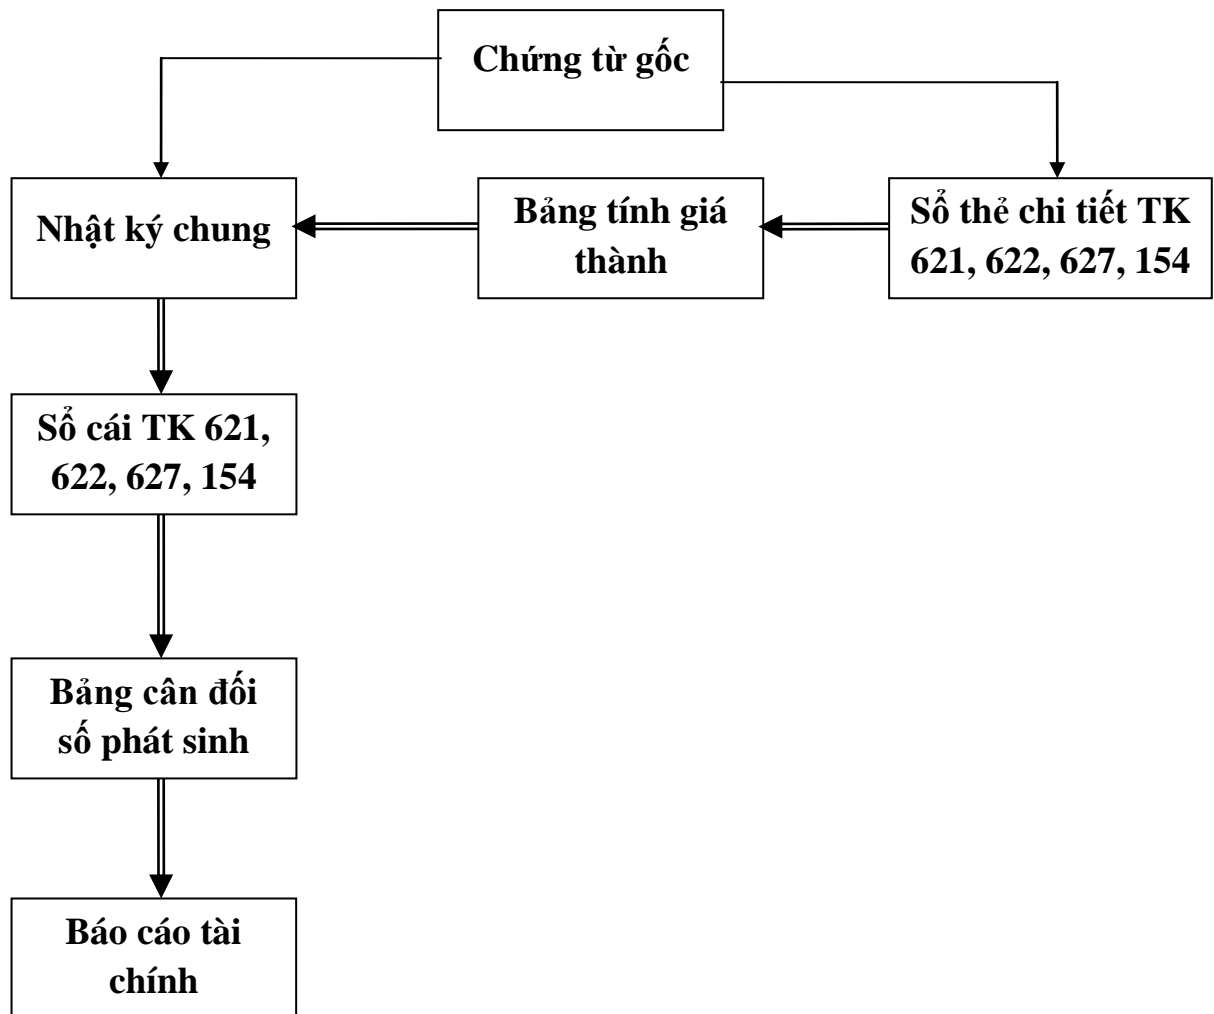 Chứng từ gốc
Nhật ký chung
Bảng tính giá
thành
Sổ thẻ chi tiết TK
621, 622, 627, 154
Sổ cái TK 621,
622, 627, 154
Bảng cân đối
số phát sinh
Báo cáo tài
chính